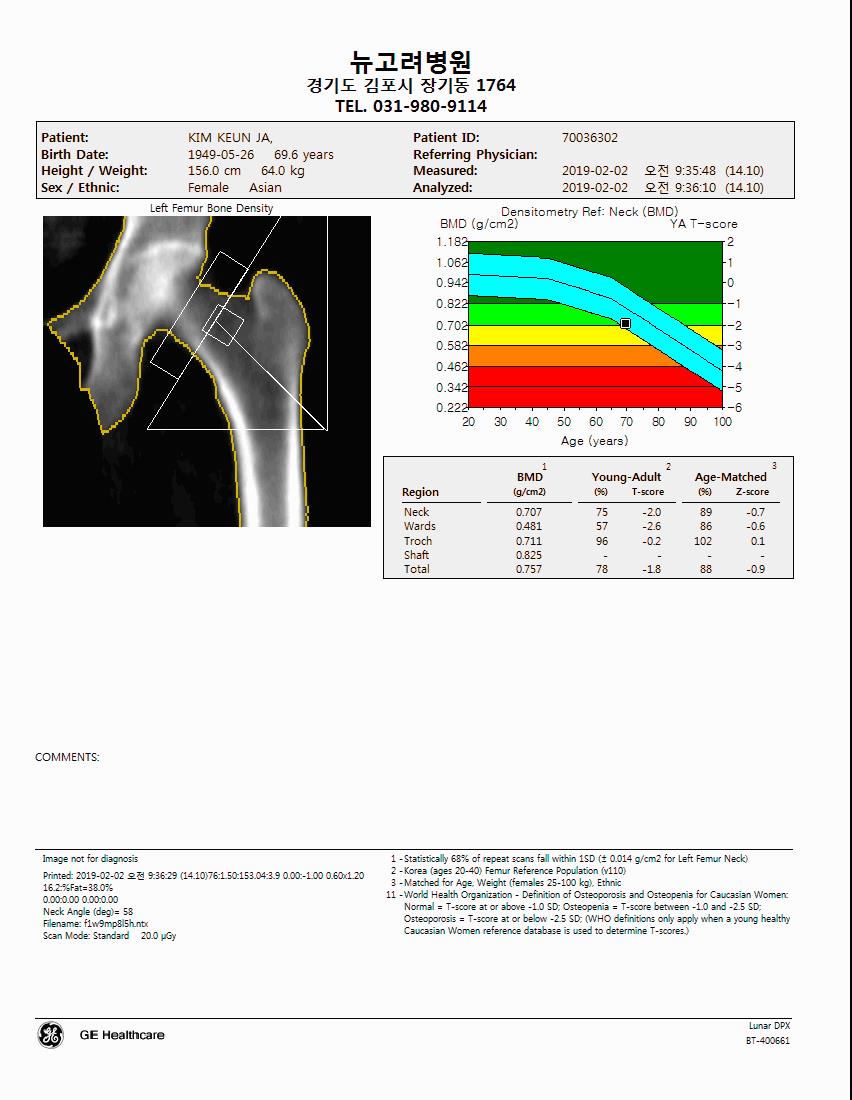 뉴고려병원
경기도 김포시 장기동 1764
TEL. 031-980-9114
Patient: KIM KEUN JA, Patient ID: 70036302
Birth Date: 1949-05-26 69.6 years Referring Physician:
Height / Weight: 156.0 cm 64.0 kg Measured: 2019-02-02 오전 9:35:48 (14.10)
Sex / Ethnic: Female Asian Analyzed: 2019-02-02 오전 9:36:10 (14.10)
Left Femur Bone Density
Densitometry Ref: Neck (BMD)
BMD (g/cm2) YA T-score
1.182 2
1.062 1
0.942 0
0.822 -1
0.702 -2
0.582 -3
0.462 -4
0.342 -5
0.222 -6
20 30 40 50 60 70 80 90 100
Age (years)
1 2 3
BMD Young-Adult Age-Matched
Region (g/cm2) (%) T-score (%) Z-score
Neck 0.707 75 -2.0 89 -0.7
Wards 0.481 57 -2.6 86 -0.6
Troch 0.711 96 -0.2 102 0.1
Shaft 0.825 - - - -
Total 0.757 78 -1.8 88 -0.9
COMMENTS:
Image not for diagnosis
Printed: 2019-02-02 오전 9:36:29 (14.10)76:1.50:153.04:3.9 0.00:-1.00 0.60x1.20
16.2:%Fat=38.0%
0.00:0.00 0.00:0.00
Neck Angle (deg)= 58
Filename: f1w9mp8l5h.ntx
Scan Mode: Standard 20.0 µGy
1 -Statistically 68% of repeat scans fall within 1SD (± 0.014 g/cm2 for Left Femur Neck)
2 -Korea (ages 20-40) Femur Reference Population (v110)
3 -Matched for Age, Weight (females 25-100 kg), Ethnic
11 -World Health Organization - Definition of Osteoporosis and Osteopenia for Caucasian Women:
Normal = T-score at or above -1.0 SD; Osteopenia = T-score between -1.0 and -2.5 SD;
Osteoporosis = T-score at or below -2.5 SD; (WHO definitions only apply when a young healthy
Caucasian Women reference database is used to determine T-scores.)
GE Healthcare
Lunar DPX
BT-400661